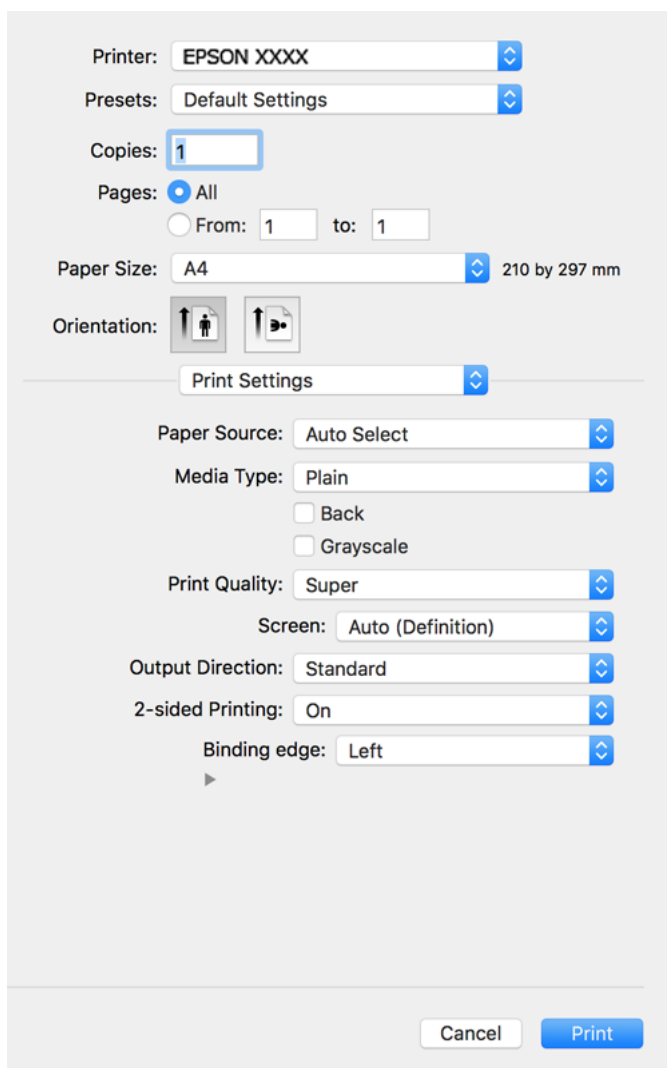 Printer: EPSON XXXX
Presets: Default Settings
Copies: 1
Pages: All
From: 1 to: 1
Paper Size: A4 210 by 297 mm
Orientation:
Print Settings
Paper Source: Auto Select
Media Type: Plain
Back
Grayscale
Print Quality: Super
Screen: Auto (Definition)
Output Direction: Standard
2-sided Printing: On
Binding edge: Left
Cancel Print